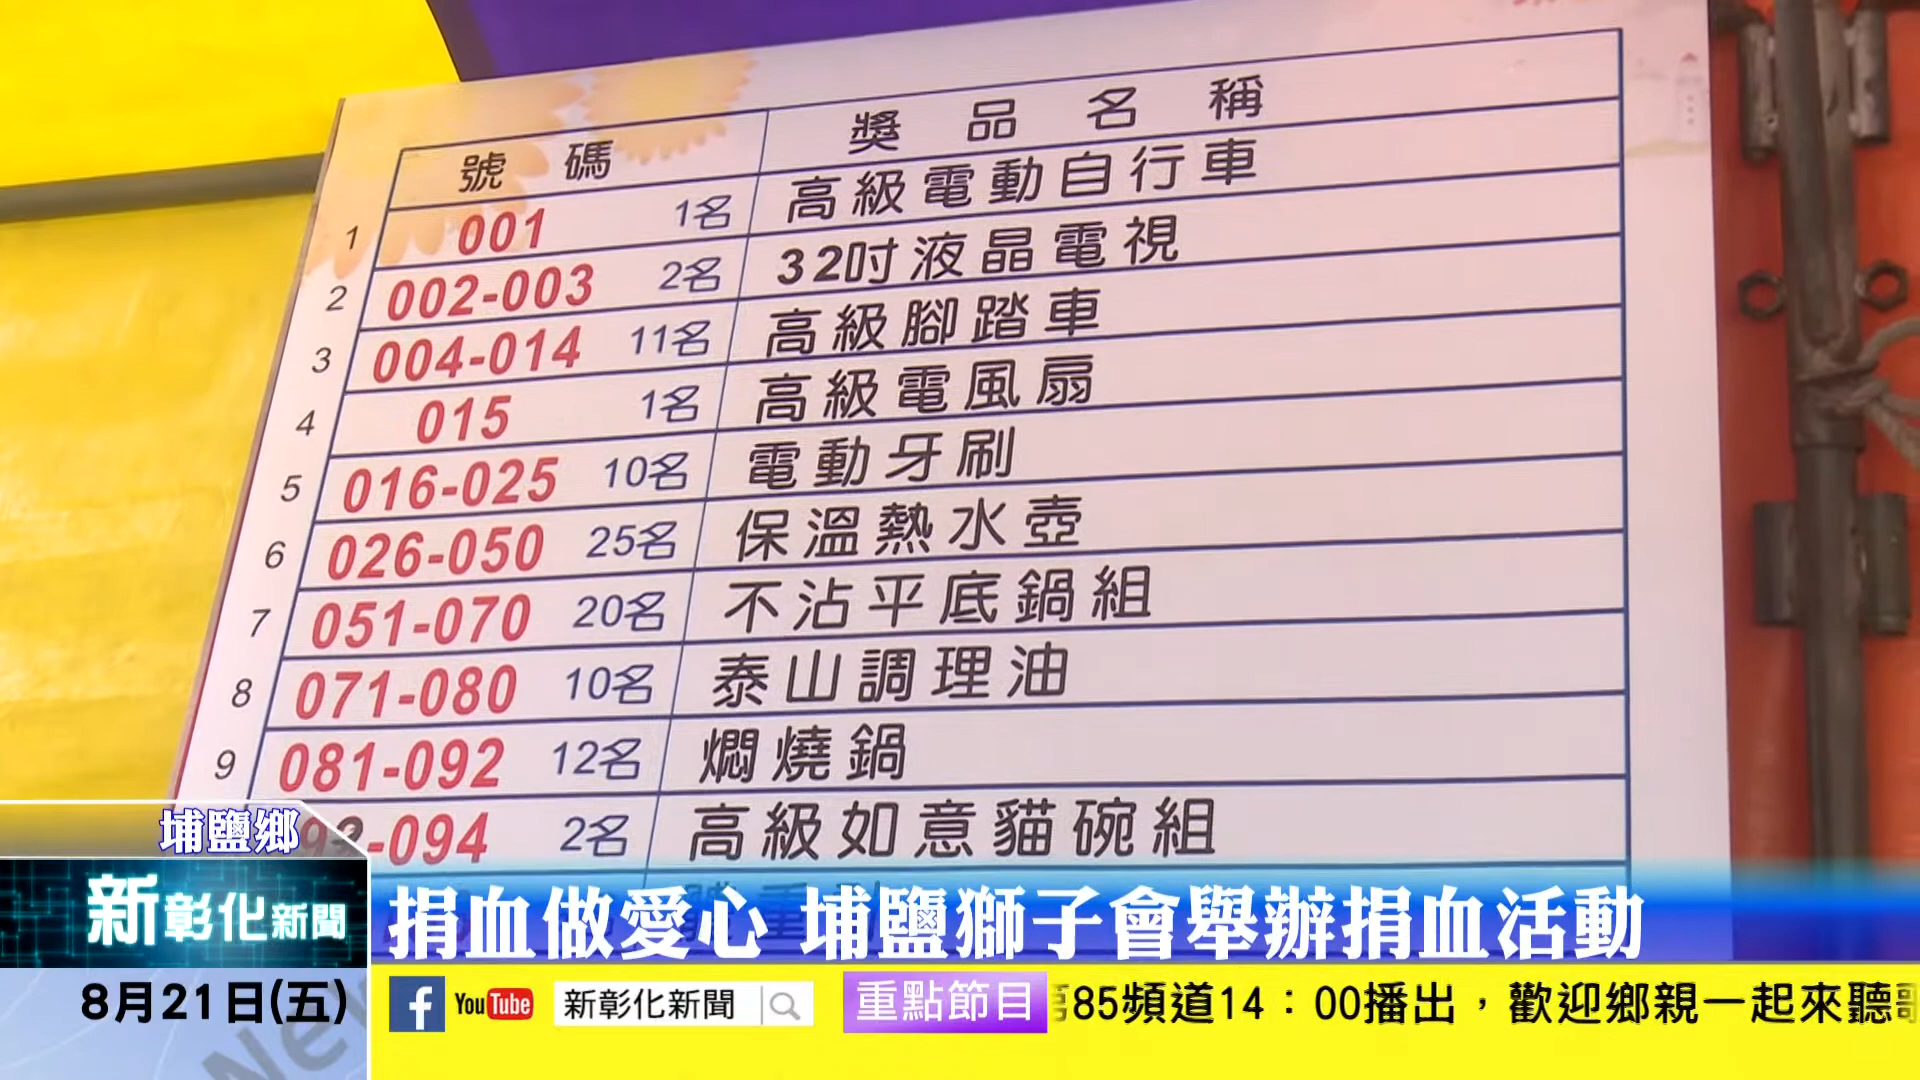 號碼 獎品名稱
1 001 1名 高級電動自行車
2 002-003 2名 32吋液晶電視
3 004-014 11名 高級腳踏車
4 015 1名 高級電風扇
5 016-025 10名 電動牙刷
6 026-050 25名 保溫熱水壺
7 051-070 20名 不沾平底鍋組
8 071-080 10名 泰山調理油
9 081-092 12名 燜燒鍋
-094 2名 高級如意貓碗組
埔鹽鄉
新彰化新聞
捐血做愛心 埔鹽獅子會舉辦捐血活動
8月21日(五)
f YouTube 新彰化新聞
重點節目
85頻道14：00播出，歡迎鄉親一起來聽